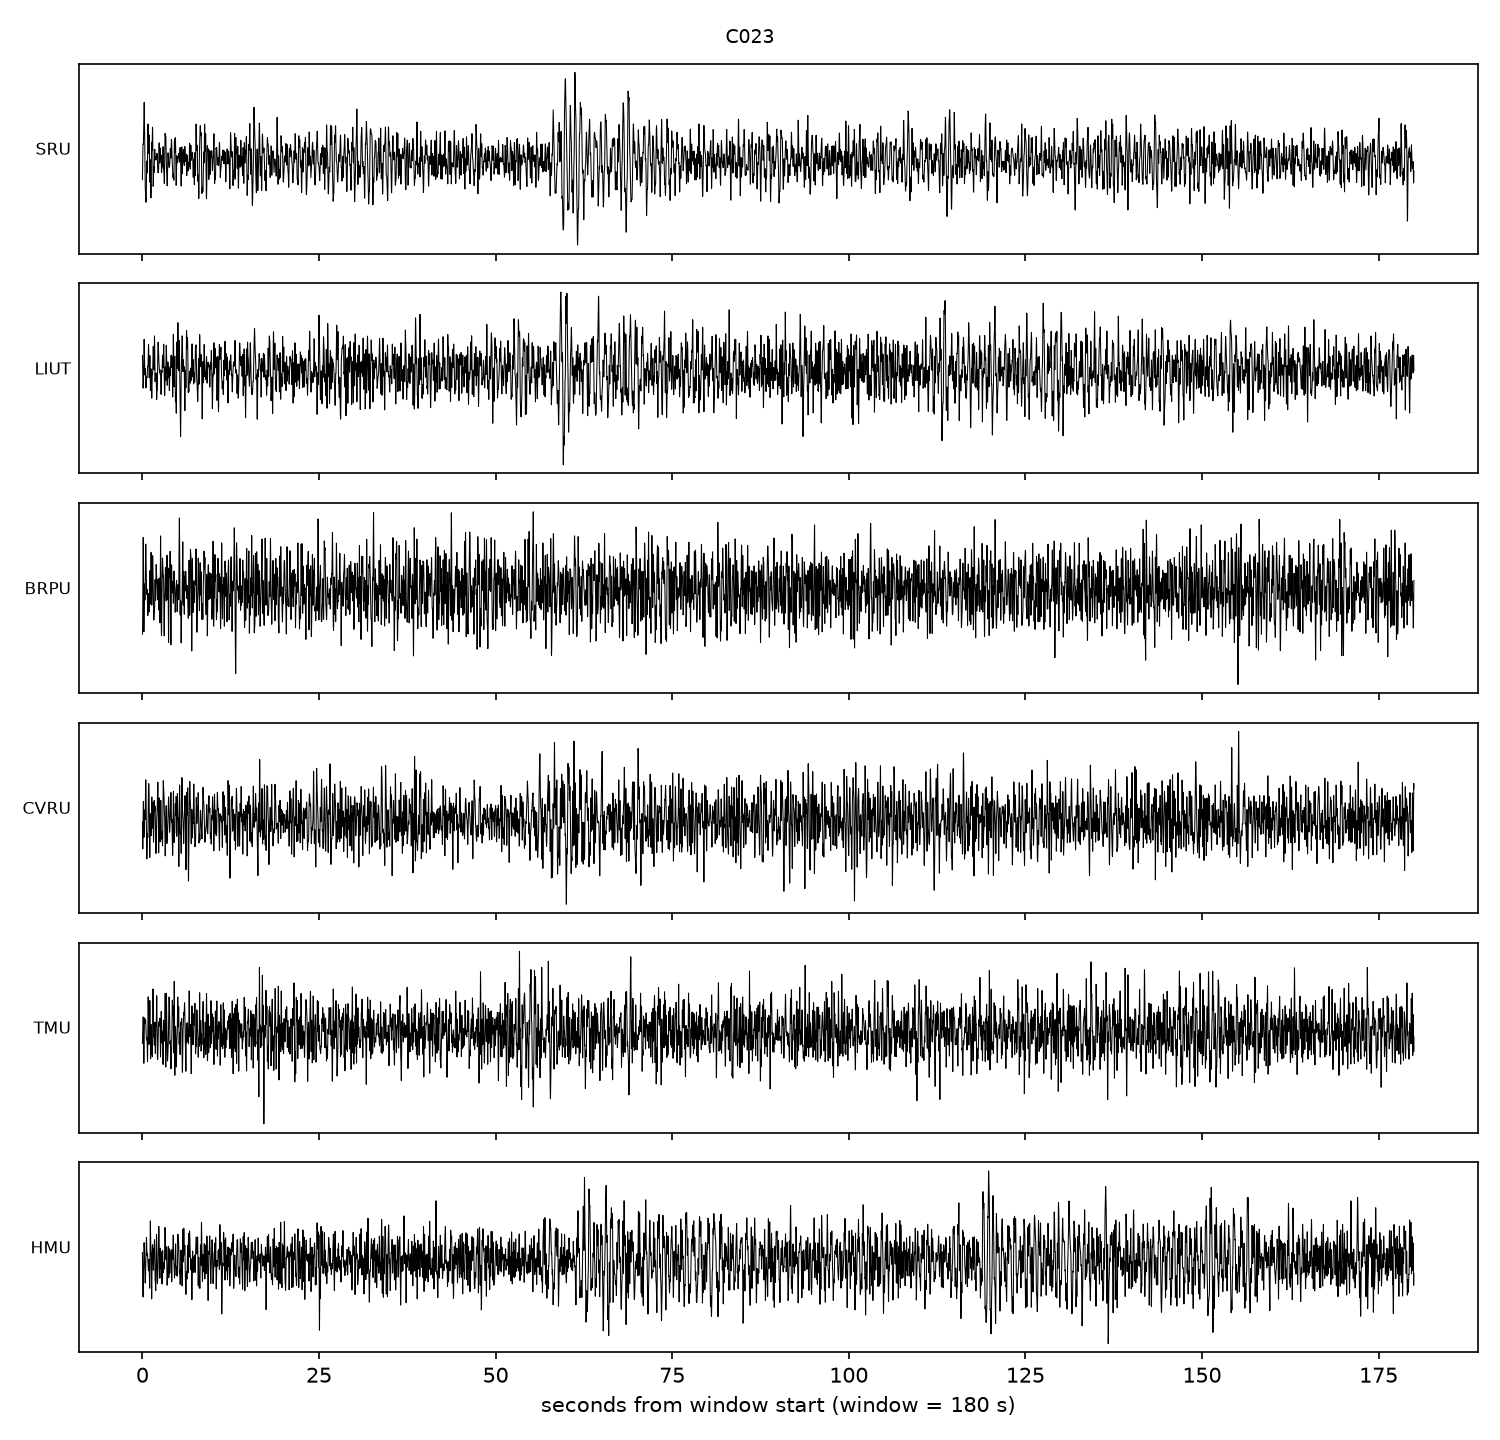 C023
SRU
LIUT
BRPU
CVRU
TMU
HMU
0 25 50 75 100 125 150 175
seconds from window start (window = 180 s)